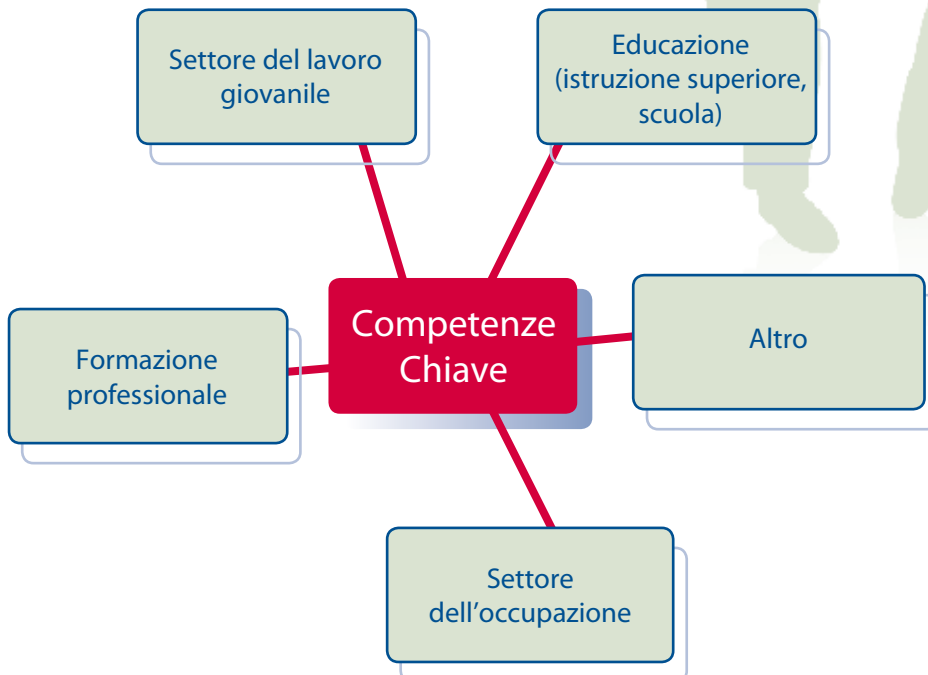 Settore del lavoro
giovanile
Educazione
(istruzione superiore,
scuola)
Competenze
Chiave
Altro
Formazione
professionale
Settore
dell’occupazione